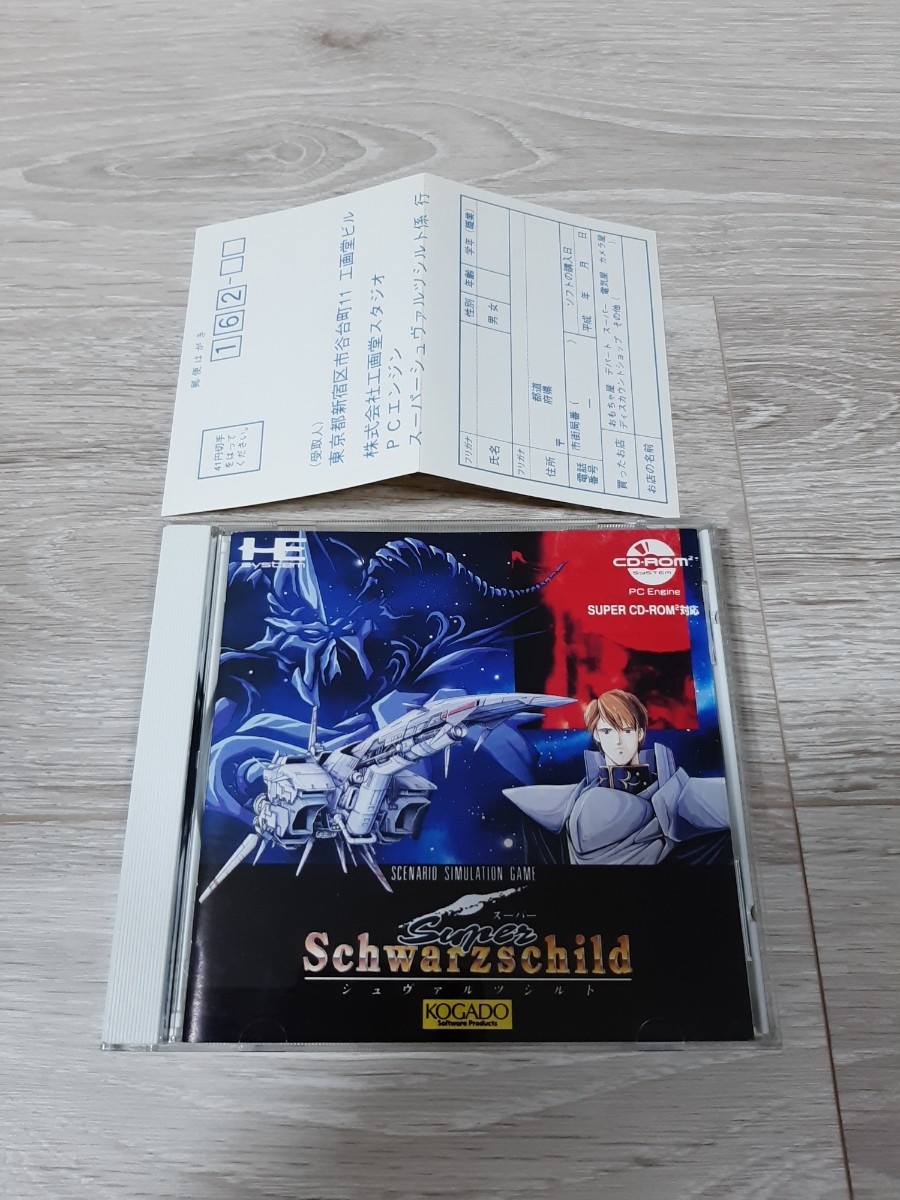 郵便はがき
162-
41円切手
をはって
ください。
(受取人)
東京都新宿区市谷台町11 工画堂ビル
株式会社工画堂スタジオ
PCエンジン
スーパーシュヴァルツシルト係 行
フリガナ
氏名
性別
年齢
学年(職業)
男 女
フリガナ
住所
〒
都道
府県
電話
番号
市街局番( )
ー
ソフトの購入日
平成 年 月 日
買ったお店
おもちゃ屋 デパート スーパー 電気屋 カメラ屋
ディスカウントショップ その他(
お店の名前
HE
system
CD-ROM²
SYSTEM
PC Engine
SUPER CD-ROM²対応
SCENARIO SIMULATION GAME
スーパー
Super
Schwarzschild
シュヴァルツシルト
KOGADO
Software Products